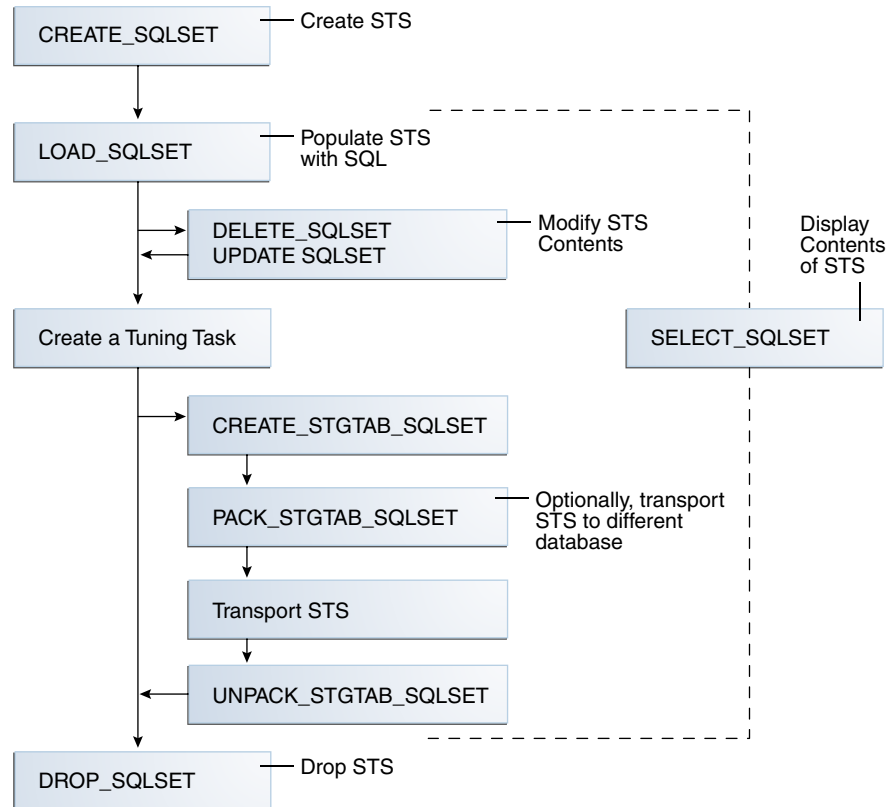 CREATE_SQLSET
Create STS
LOAD_SQLSET
Populate STS
with SQL
DELETE_SQLSET
UPDATE SQLSET
Modify STS
Contents
Display
Contents
of STS
Create a Tuning Task
SELECT_SQLSET
CREATE_STGTAB_SQLSET
PACK_STGTAB_SQLSET
Optionally, transport
STS to different
database
Transport STS
UNPACK_STGTAB_SQLSET
DROP_SQLSET
Drop STS